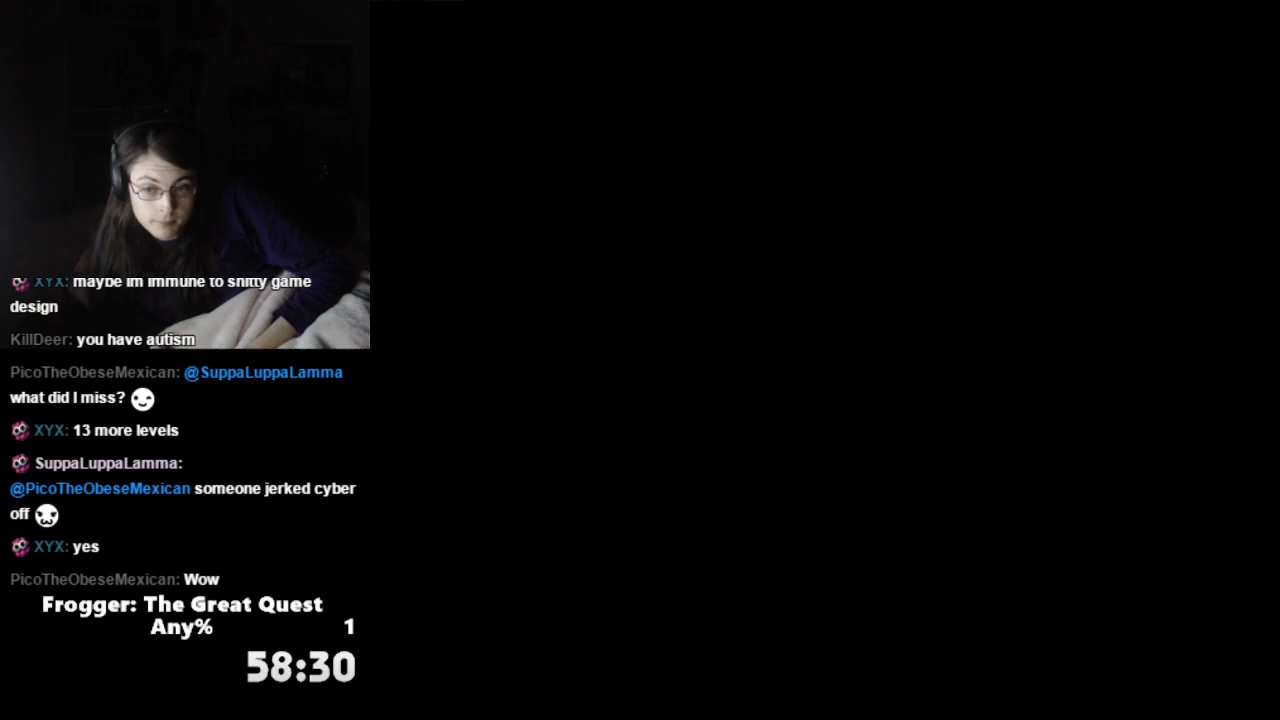 XYX: maybe im immune to shitty game
design
KillDeer: you have autism
PicoTheObeseMexican: @SuppaLuppaLamma
what did I miss?
XYX: 13 more levels
SuppaLuppaLamma:
@PicoTheObeseMexican someone jerked cyber
off
XYX: yes
PicoTheObeseMexican: Wow
Frogger: The Great Quest
Any% 1
58:30